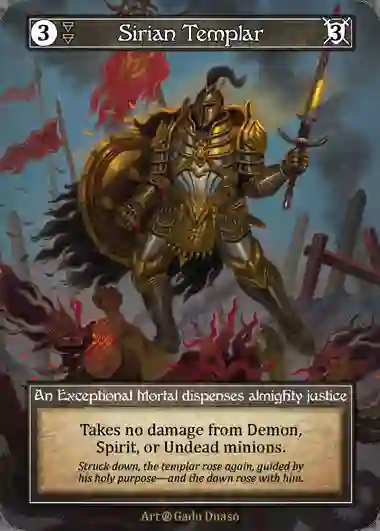 3 Sirian Templar 3
An Exceptional Mortal dispenses almighty justice
Takes no damage from Demon,
Spirit, or Undead minions.
Struck down, the templar rose again, guided by
his holy purpose—and the dawn rose with him.
Art @ Gadu Duaso